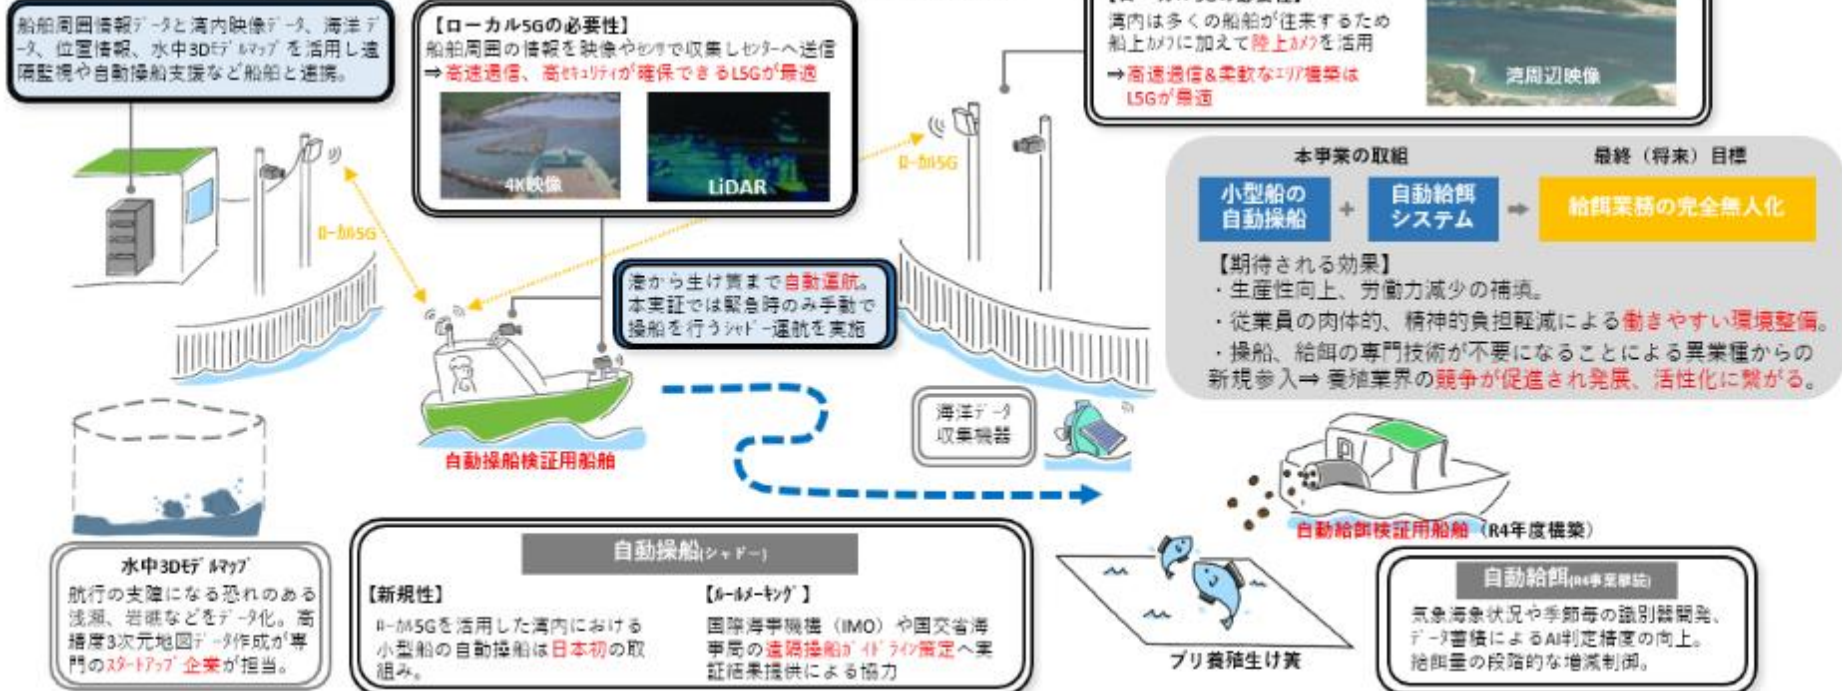 船舶周囲情報データと湾内映像データ、海洋デ
ータ、位置情報、水中3Dモデルマップを活用し遠
隔監視や自動操船支援など船舶と連携。
【ローカル5Gの必要性】
船舶周囲の情報を映像やセンサで収集しセンターへ送信
⇒高速通信、高セキュリティが確保できるL5Gが最適
4K映像
LiDAR
湾内は多くの船舶が往来するため
船上カメラに加えて陸上カメラを活用
⇒高速通信&柔軟なエリア構築は
L5Gが最適
湾周辺映像
ローカル5G
ローカル5G
本事業の取組
最終（将来）目標
小型船の
自動操船
+
自動給餌
システム
⇒
給餌業務の完全無人化
【期待される効果】
・生産性向上、労働力減少の補填。
・従業員の肉体的、精神的負担軽減による働きやすい環境整備。
・操船、給餌の専門技術が不要になることによる異業種からの
新規参入⇒養殖業界の競争が促進され発展、活性化に繋がる。
港から生け簀まで自動運航。
本実証では緊急時のみ手動で
操船を行うシャドー運航を実施
海洋データ
収集機器
自動操船検証用船舶
自動給餌検証用船舶（R4年度構築）
水中3Dモデルマップ
航行の支障になる恐れのある
浅瀬、岩礁などをデータ化。高
精度3次元地図データ作成が専
門のスタートアップ企業が担当。
自動操船(シャドー)
【新規性】
ローカル5Gを活用した湾内における
小型船の自動操船は日本初の取
組み。
【ルールメーキング】
国際海事機構（IMO）や国交省海
事局の遠隔操船ガイドライン策定へ実
証結果提供による協力
ブリ養殖生け簀
自動給餌(R4事業継続)
気象海象状況や季節毎の識別器開発、
データ蓄積によるAI判定精度の向上。
給餌量の段階的な増減制御。